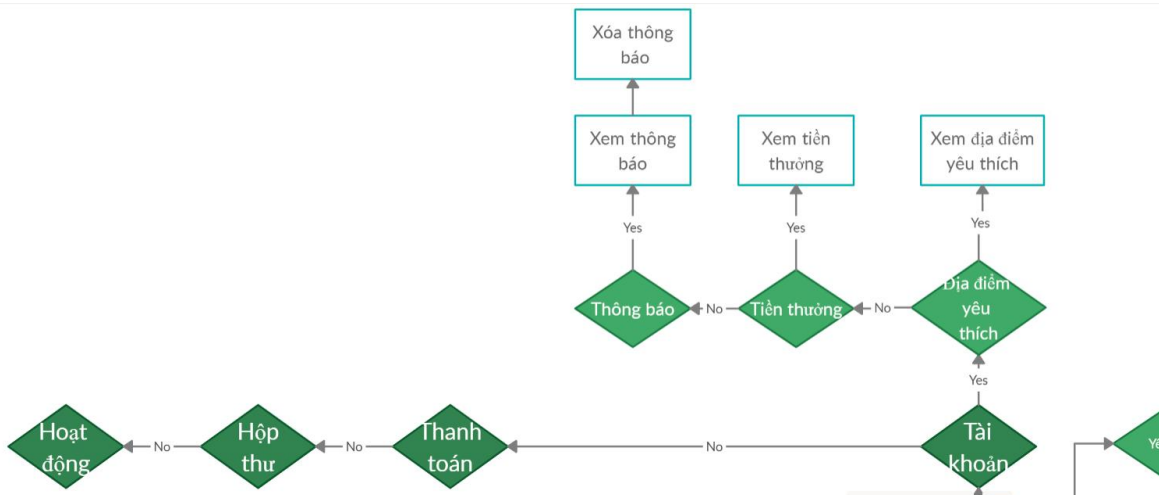 Xóa thông
báo
Xem thông
báo
Xem tiền
thưởng
Xem địa điểm
yêu thích
Yes
Yes
Yes
Thông báo
No
Tiền thưởng
No
Địa điểm
yêu
thích
Yes
Hoạt
động
No
Hộp
thư
No
Thanh
toán
No
Tài
khoản